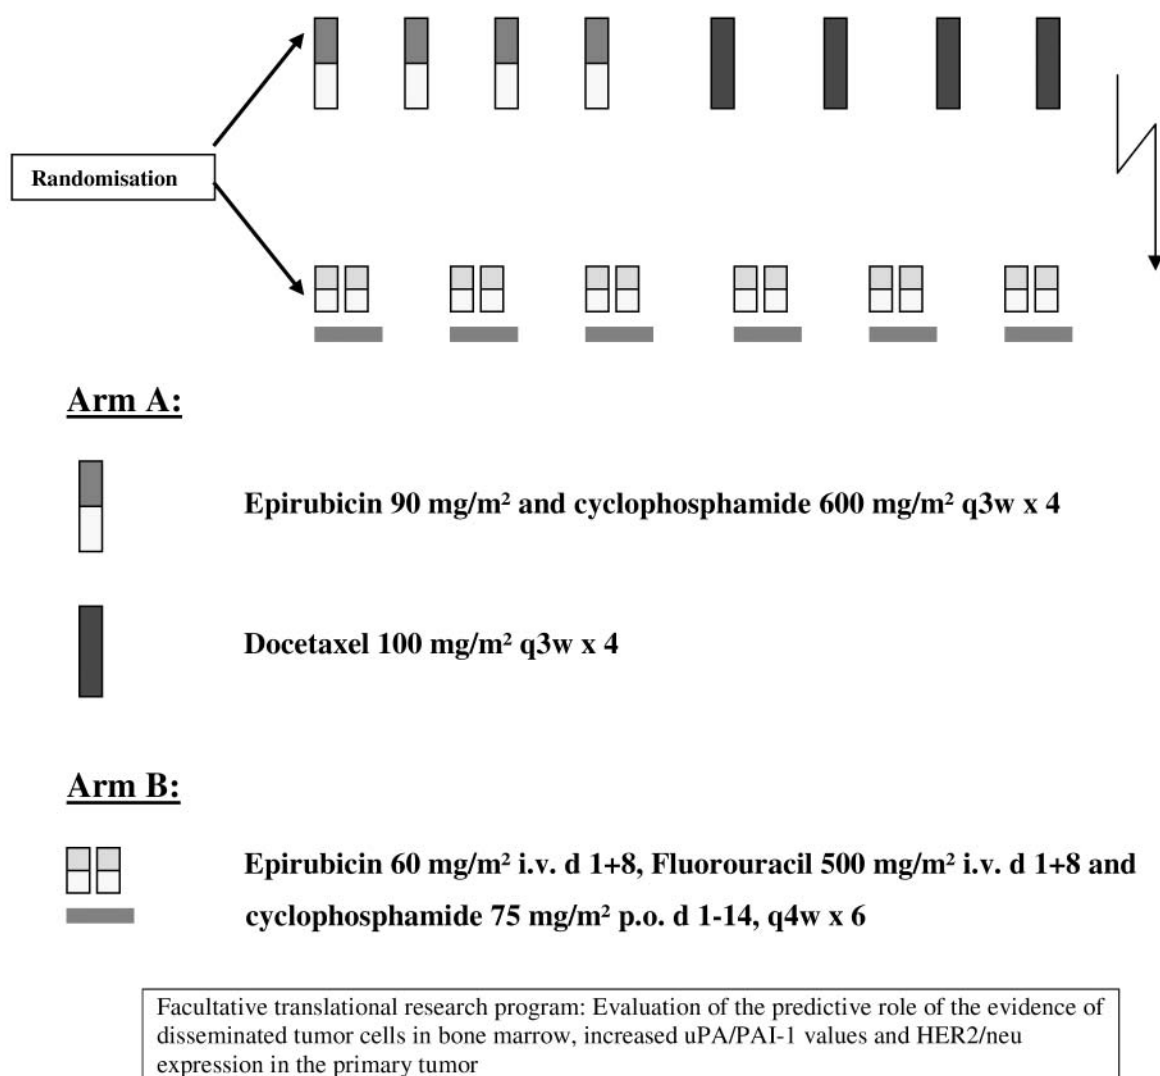 Randomisation
Arm A:
Epirubicin 90 mg/m² and cyclophosphamide 600 mg/m² q3w x 4
Docetaxel 100 mg/m² q3w x 4
Arm B:
Epirubicin 60 mg/m² i.v. d 1+8, Fluorouracil 500 mg/m² i.v. d 1+8 and
cyclophosphamide 75 mg/m² p.o. d 1-14, q4w x 6
Facultative translational research program: Evaluation of the predictive role of the evidence of
disseminated tumor cells in bone marrow, increased uPA/PAI-1 values and HER2/neu
expression in the primary tumor